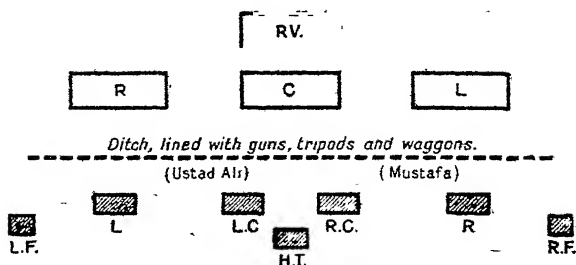 RV.
R C L
Ditch, lined with guns, tripods and waggons.
(Ustad Ali) (Mustafa)
L L.C R.C. R
L.F. H.T. R.F.